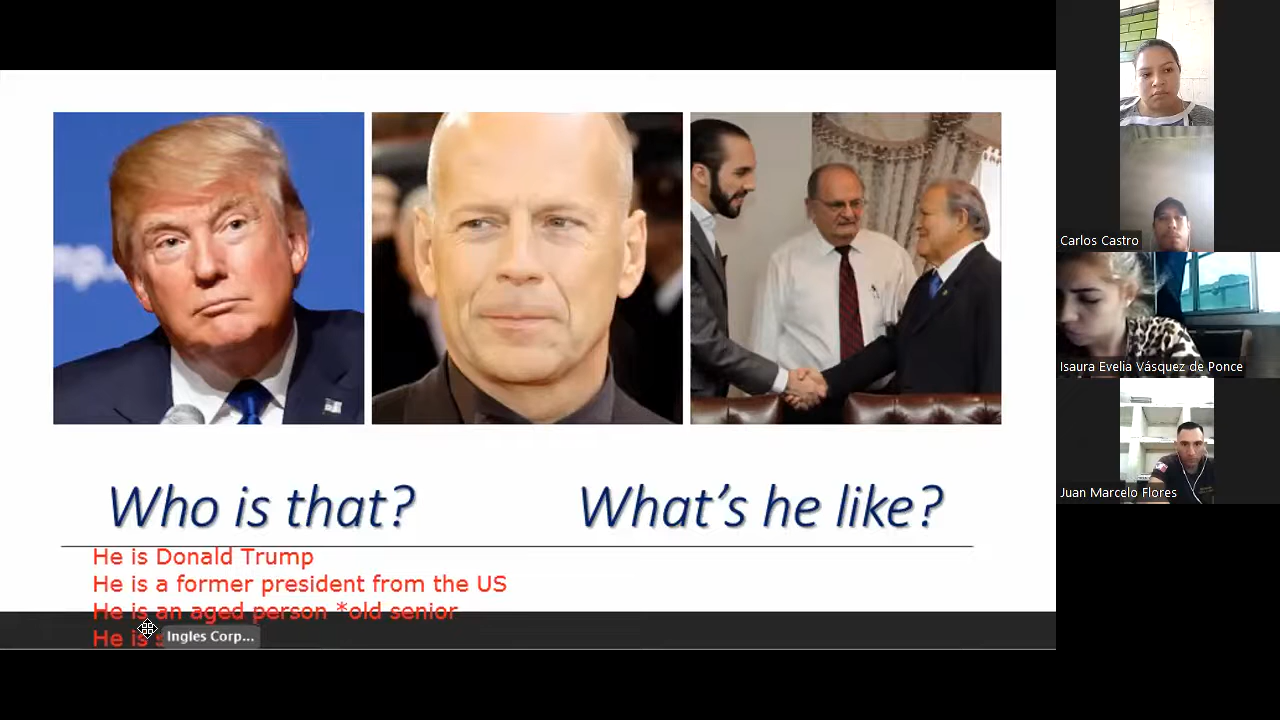 Who is that? What's he like?
He is Donald Trump
He is a former president from the US
He is an aged person *old senior
He is
Ingles Corp...
Carlos Castro
Isaura Evelia Vásquez de Ponce
Juan Marcelo Flores